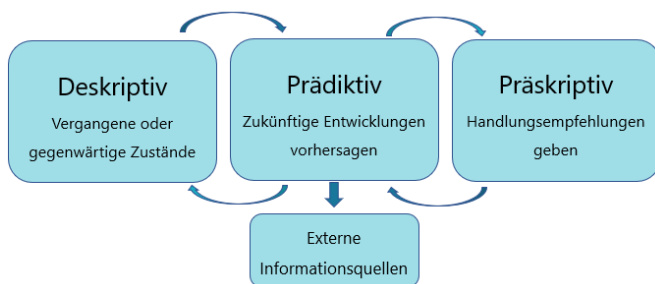 Deskriptiv
Vergangene oder
gegenwärtige Zustände
Prädiktiv
Zukünftige Entwicklungen
vorhersagen
Präskriptiv
Handlungsempfehlungen
geben
Externe
Informationsquellen